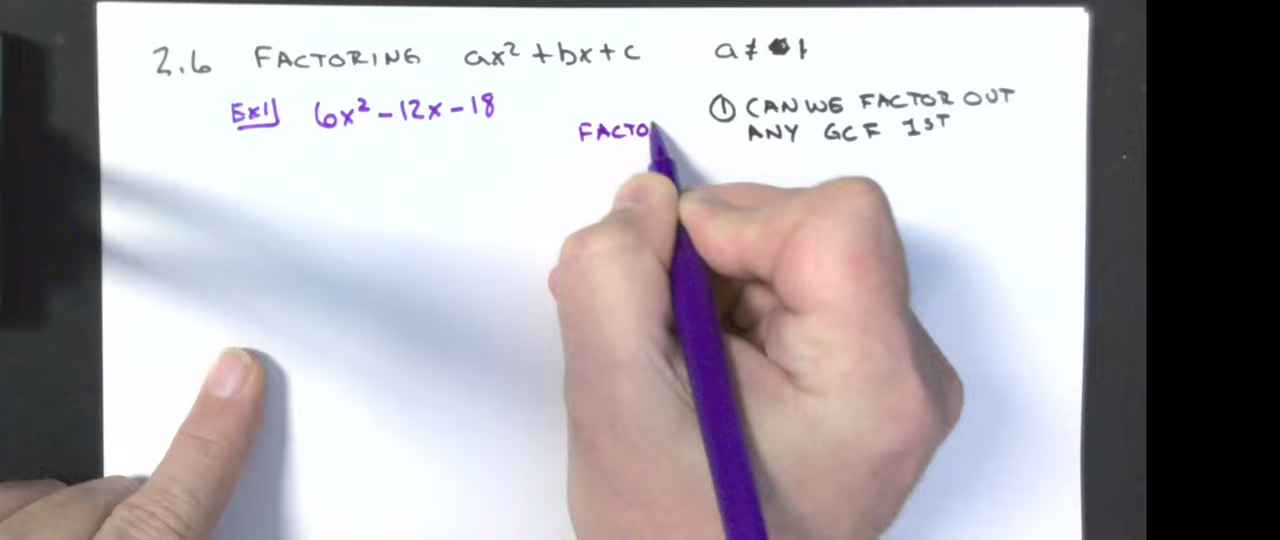 2.6 FACTORING ax² + bx + c a ≠ 1
Ex1 6x² - 12x - 18
① CAN WE FACTOR OUT
ANY GCF 1ST
FACTO